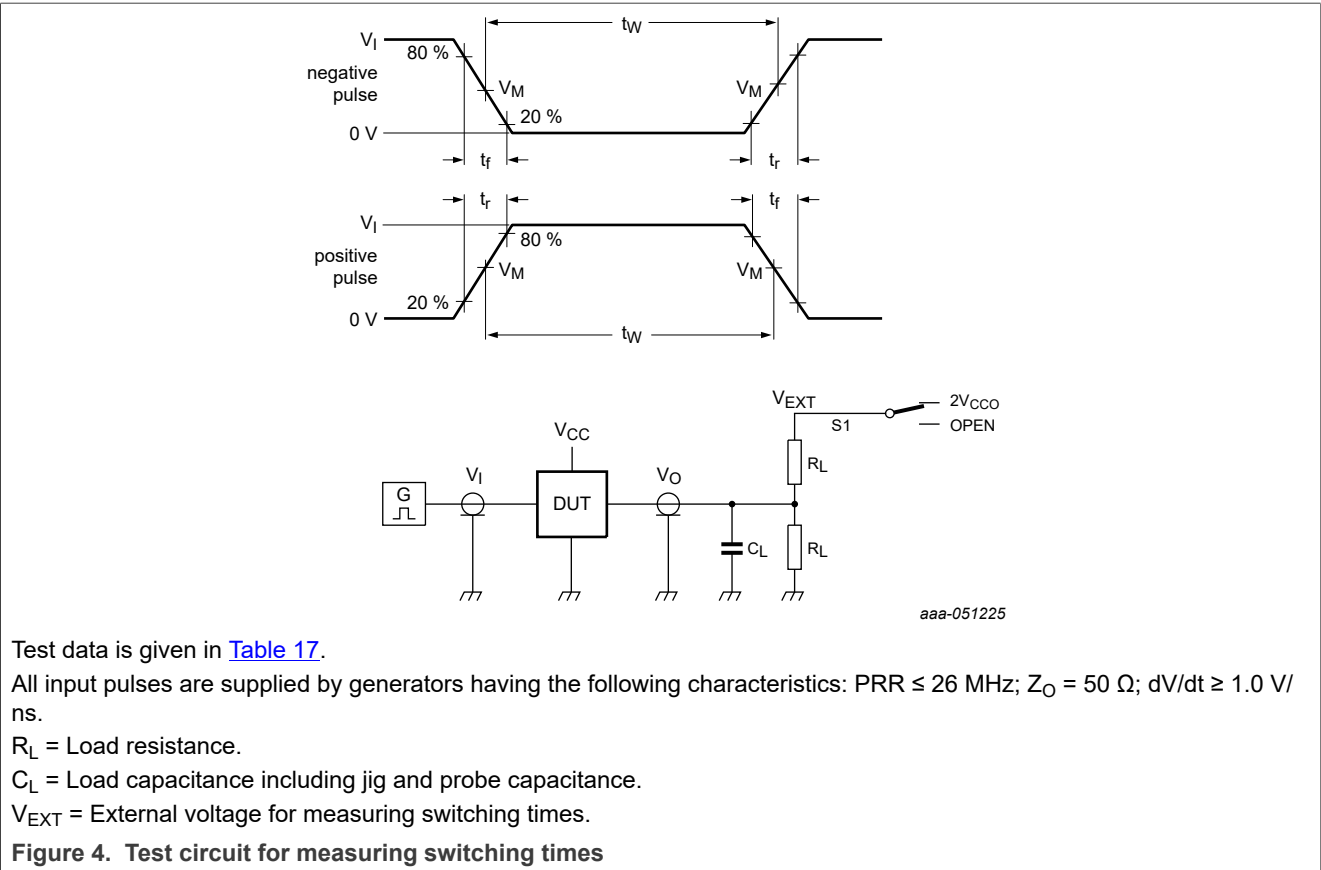 tW
VI
80 %
negative
pulse
VM
VM
20 %
0 V
tf
tr
tr
tf
VI
80 %
positive
pulse
VM
VM
20 %
0 V
tW
VEXT
2VCCO
S1
OPEN
VCC
RL
VI
VO
G
DUT
CL
RL
aaa-051225
Test data is given in Table 17.
All input pulses are supplied by generators having the following characteristics: PRR ≤ 26 MHz; ZO = 50 Ω; dV/dt ≥ 1.0 V/
ns.
RL = Load resistance.
CL = Load capacitance including jig and probe capacitance.
VEXT = External voltage for measuring switching times.
Figure 4. Test circuit for measuring switching times